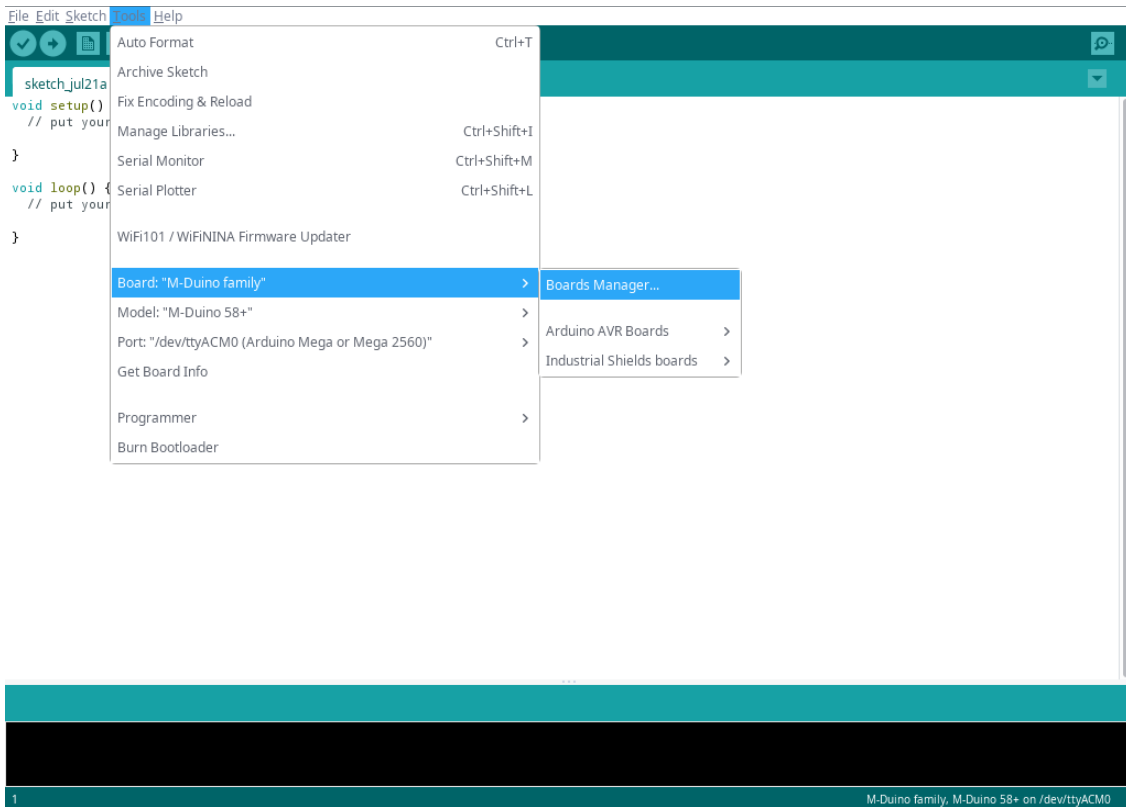 File Edit Sketch Tools Help
sketch_jul21a
void setup()
// put your
}
void loop() {
// put your
}
Auto Format Ctrl+T
Archive Sketch
Fix Encoding & Reload
Manage Libraries... Ctrl+Shift+I
Serial Monitor Ctrl+Shift+M
Serial Plotter Ctrl+Shift+L
WiFi101 / WiFiNINA Firmware Updater
Board: "M-Duino family"
Model: "M-Duino 58+"
Port: "/dev/ttyACM0 (Arduino Mega or Mega 2560)"
Get Board Info
Programmer
Burn Bootloader
Boards Manager...
Arduino AVR Boards
Industrial Shields boards
1 M-Duino family, M-Duino 58+ on /dev/ttyACM0